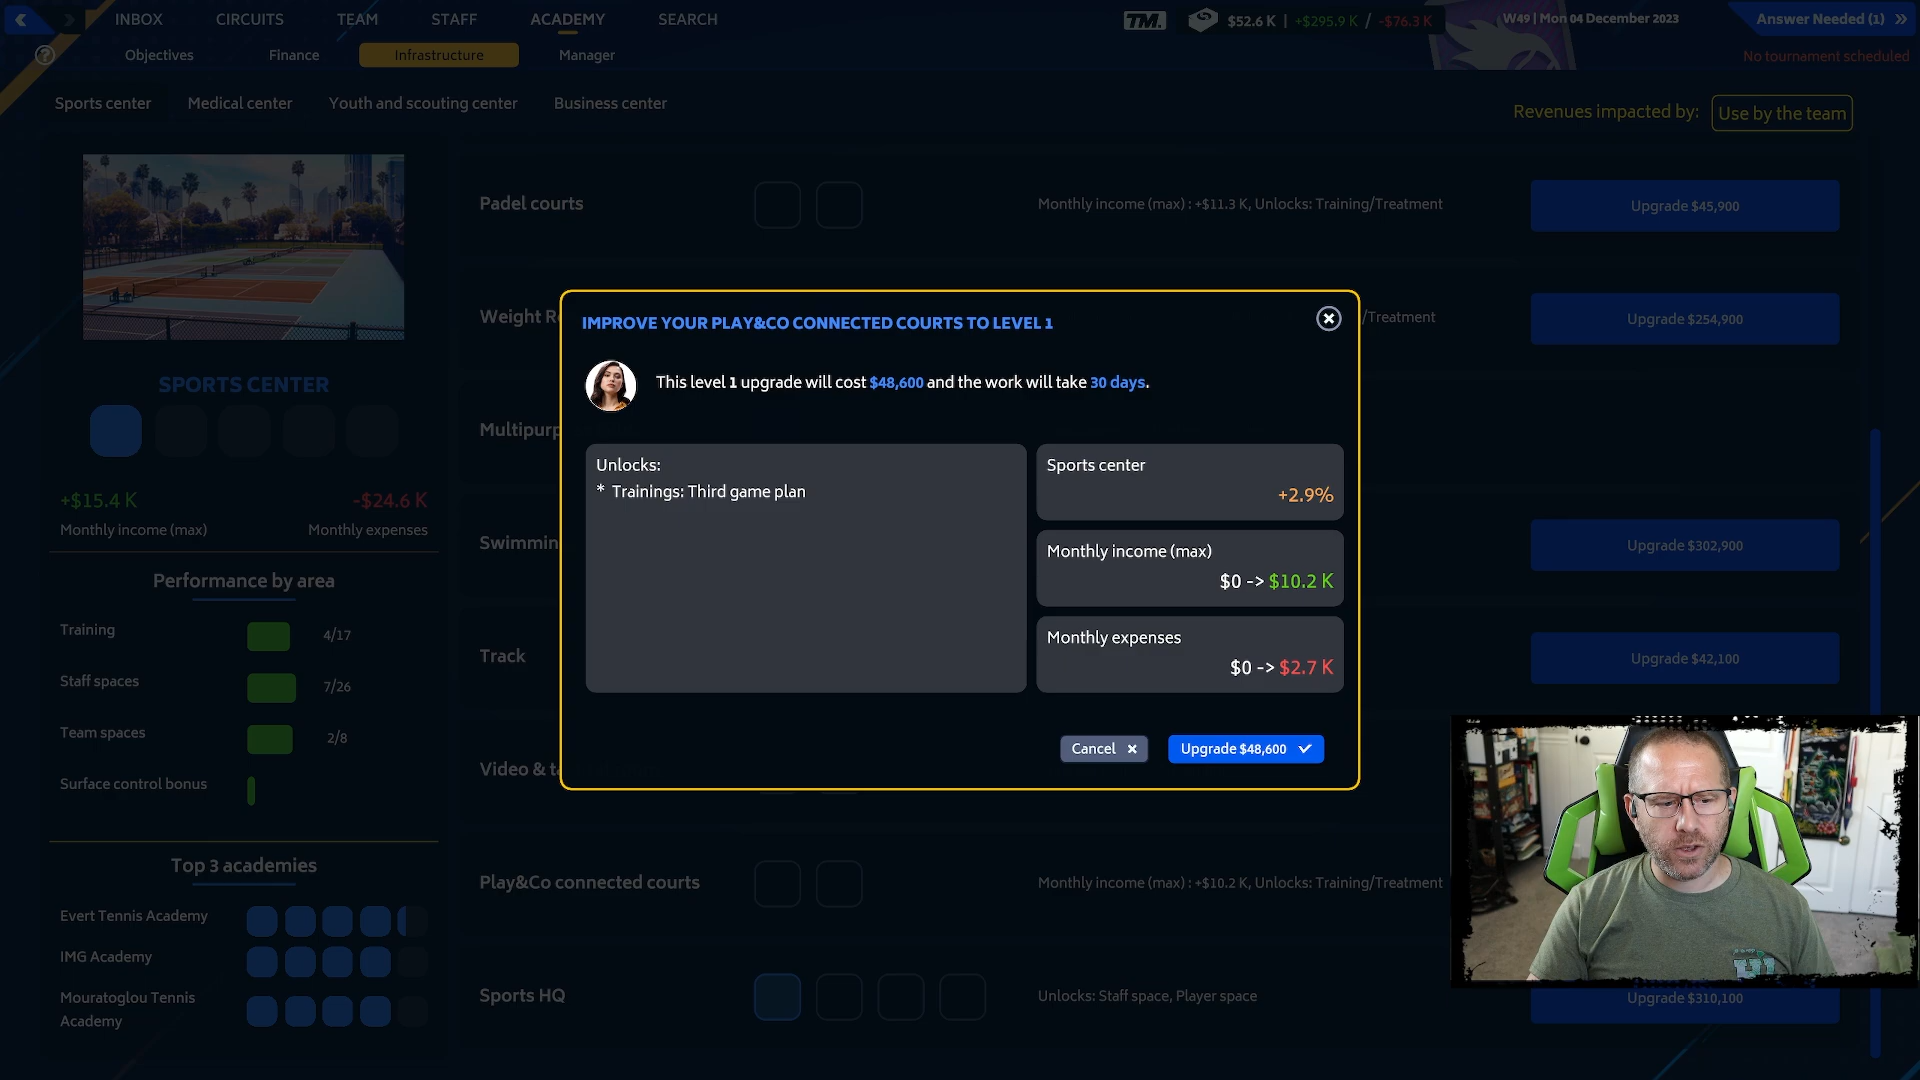 INBOX CIRCUITS TEAM STAFF ACADEMY SEARCH
TM. $52.6 K | +$295.9 K / -$76.3 K
W49 | Mon 04 December 2023
Answer Needed (1)
No tournament scheduled
Objectives Finance Infrastructure Manager
Sports center Medical center Youth and scouting center Business center
Revenues impacted by: Use by the team
Padel courts Monthly income (max) : +$11.3 K, Unlocks: Training/Treatment Upgrade $45,900
Weight R /Treatment Upgrade $254,900
Multipurp
Swimmin Upgrade $302,900
Track Upgrade $42,100
Video & ta
Play&Co connected courts Monthly income (max) : +$10.2 K, Unlocks: Training/Treatment
Sports HQ Unlocks: Staff space, Player space Upgrade $310,100
SPORTS CENTER
+$15.4 K -$24.6 K
Monthly income (max) Monthly expenses
Performance by area
Training 4/17
Staff spaces 7/26
Team spaces 2/8
Surface control bonus
Top 3 academies
Evert Tennis Academy
IMG Academy
Mouratoglou Tennis
Academy
IMPROVE YOUR PLAY&CO CONNECTED COURTS TO LEVEL 1
This level 1 upgrade will cost $48,600 and the work will take 30 days.
Unlocks:
* Trainings: Third game plan
Sports center
+2.9%
Monthly income (max)
$0 -> $10.2 K
Monthly expenses
$0 -> $2.7 K
Cancel Upgrade $48,600